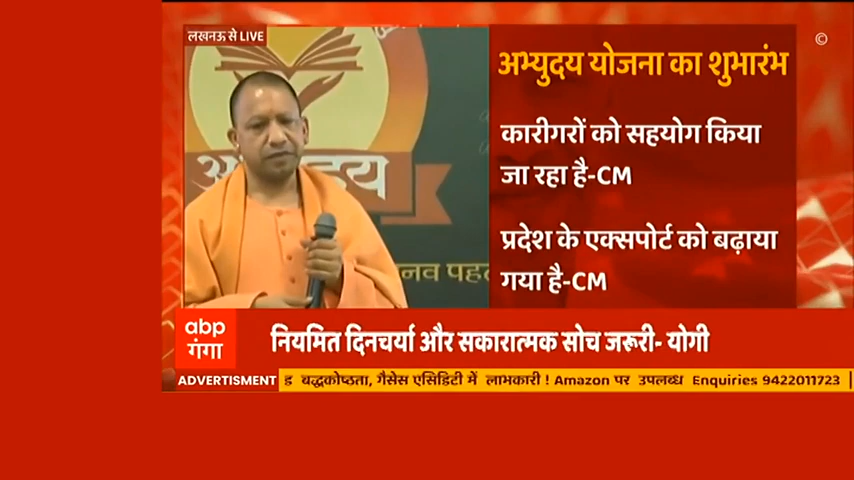 लखनऊ से LIVE
©
अभ्युदय योजना का शुभारंभ
कारीगरों को सहयोग किया
जा रहा है-CM
प्रदेश के एक्सपोर्ट को बढ़ाया
गया है-CM
abp
गंगा
नियमित दिनचर्या और सकारात्मक सोच जरूरी- योगी
ADVERTISMENT
बद्धकोष्ठता, गैसेस एसिडिटी में लाभकारी ! Amazon पर उपलब्ध Enquiries 9422011723